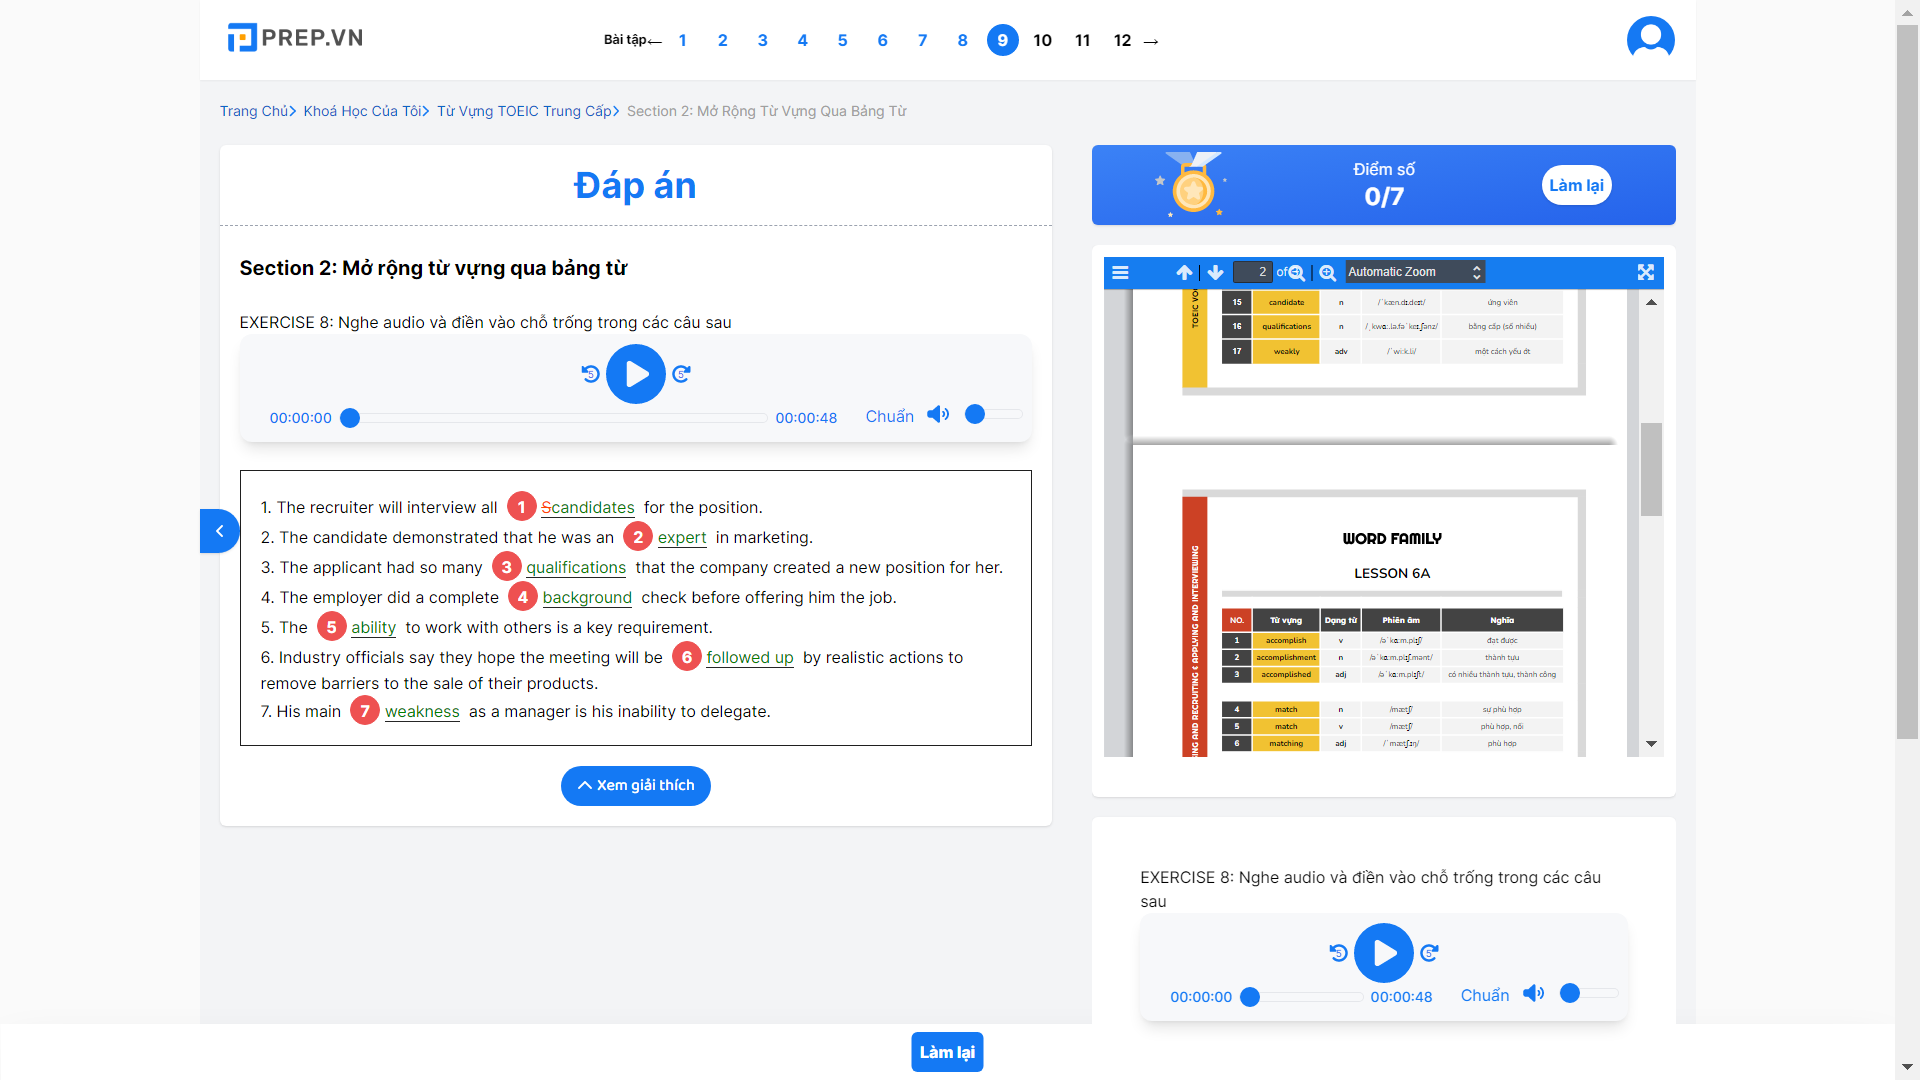 PREP.VN
Bài tập← 1 2 3 4 5 6 7 8 9 10 11 12 →
Trang Chủ> Khoá Học Của Tôi> Từ Vựng TOEIC Trung Cấp> Section 2: Mở Rộng Từ Vựng Qua Bảng Từ
Đáp án
Section 2: Mở rộng từ vựng qua bảng từ
EXERCISE 8: Nghe audio và điền vào chỗ trống trong các câu sau
5 5
00:00:00 00:00:48 Chuẩn
1. The recruiter will interview all 1 Scandidates for the position.
2. The candidate demonstrated that he was an 2 expert in marketing.
3. The applicant had so many 3 qualifications that the company created a new position for her.
4. The employer did a complete 4 background check before offering him the job.
5. The 5 ability to work with others is a key requirement.
6. Industry officials say they hope the meeting will be 6 followed up by realistic actions to
remove barriers to the sale of their products.
7. His main 7 weakness as a manager is his inability to delegate.
Xem giải thích
Điểm số
0/7
Làm lại
2 of Automatic Zoom
TOEIC VO
15 candidate n /ˈkæn.dɪ.deɪt/ ứng viên
16 qualifications n /ˌkwɑː.lə.fəˈkeɪ.ʃənz/ bằng cấp (số nhiều)
17 weakly adv /ˈwiːk.li/ một cách yếu ớt
ING AND RECRUITING & APPLYING AND INTERVIEWING
WORD FAMILY
LESSON 6A
NO. Từ vựng Dạng từ Phiên âm Nghĩa
1 accomplish v /əˈkɑːm.plɪʃ/ đạt được
2 accomplishment n /əˈkɑːm.plɪʃ.mənt/ thành tựu
3 accomplished adj /əˈkɑːm.plɪʃt/ có nhiều thành tựu, thành công
4 match n /mætʃ/ sự phù hợp
5 match v /mætʃ/ phù hợp, nối
6 matching adj /ˈmætʃɪŋ/ phù hợp
EXERCISE 8: Nghe audio và điền vào chỗ trống trong các câu
sau
5 5
00:00:00 00:00:48 Chuẩn
Làm lại